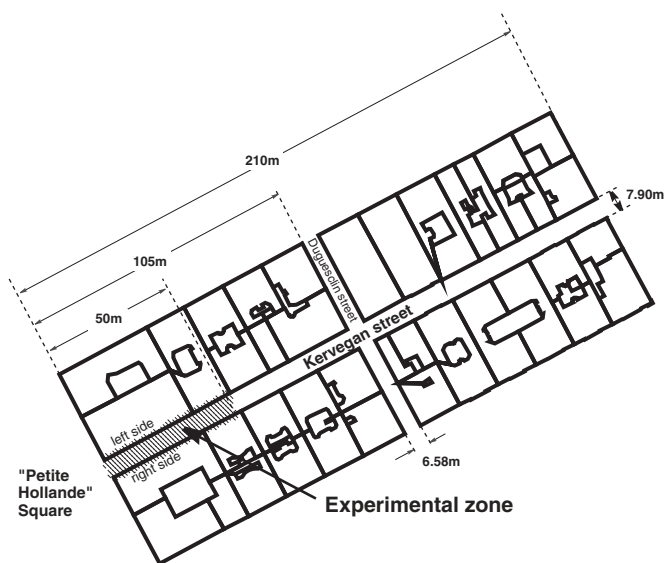 210m
7.90m
105m
Duguesclin street
50m
Kervegan street
left side
right side
"Petite
Hollande"
Square
6.58m
Experimental zone